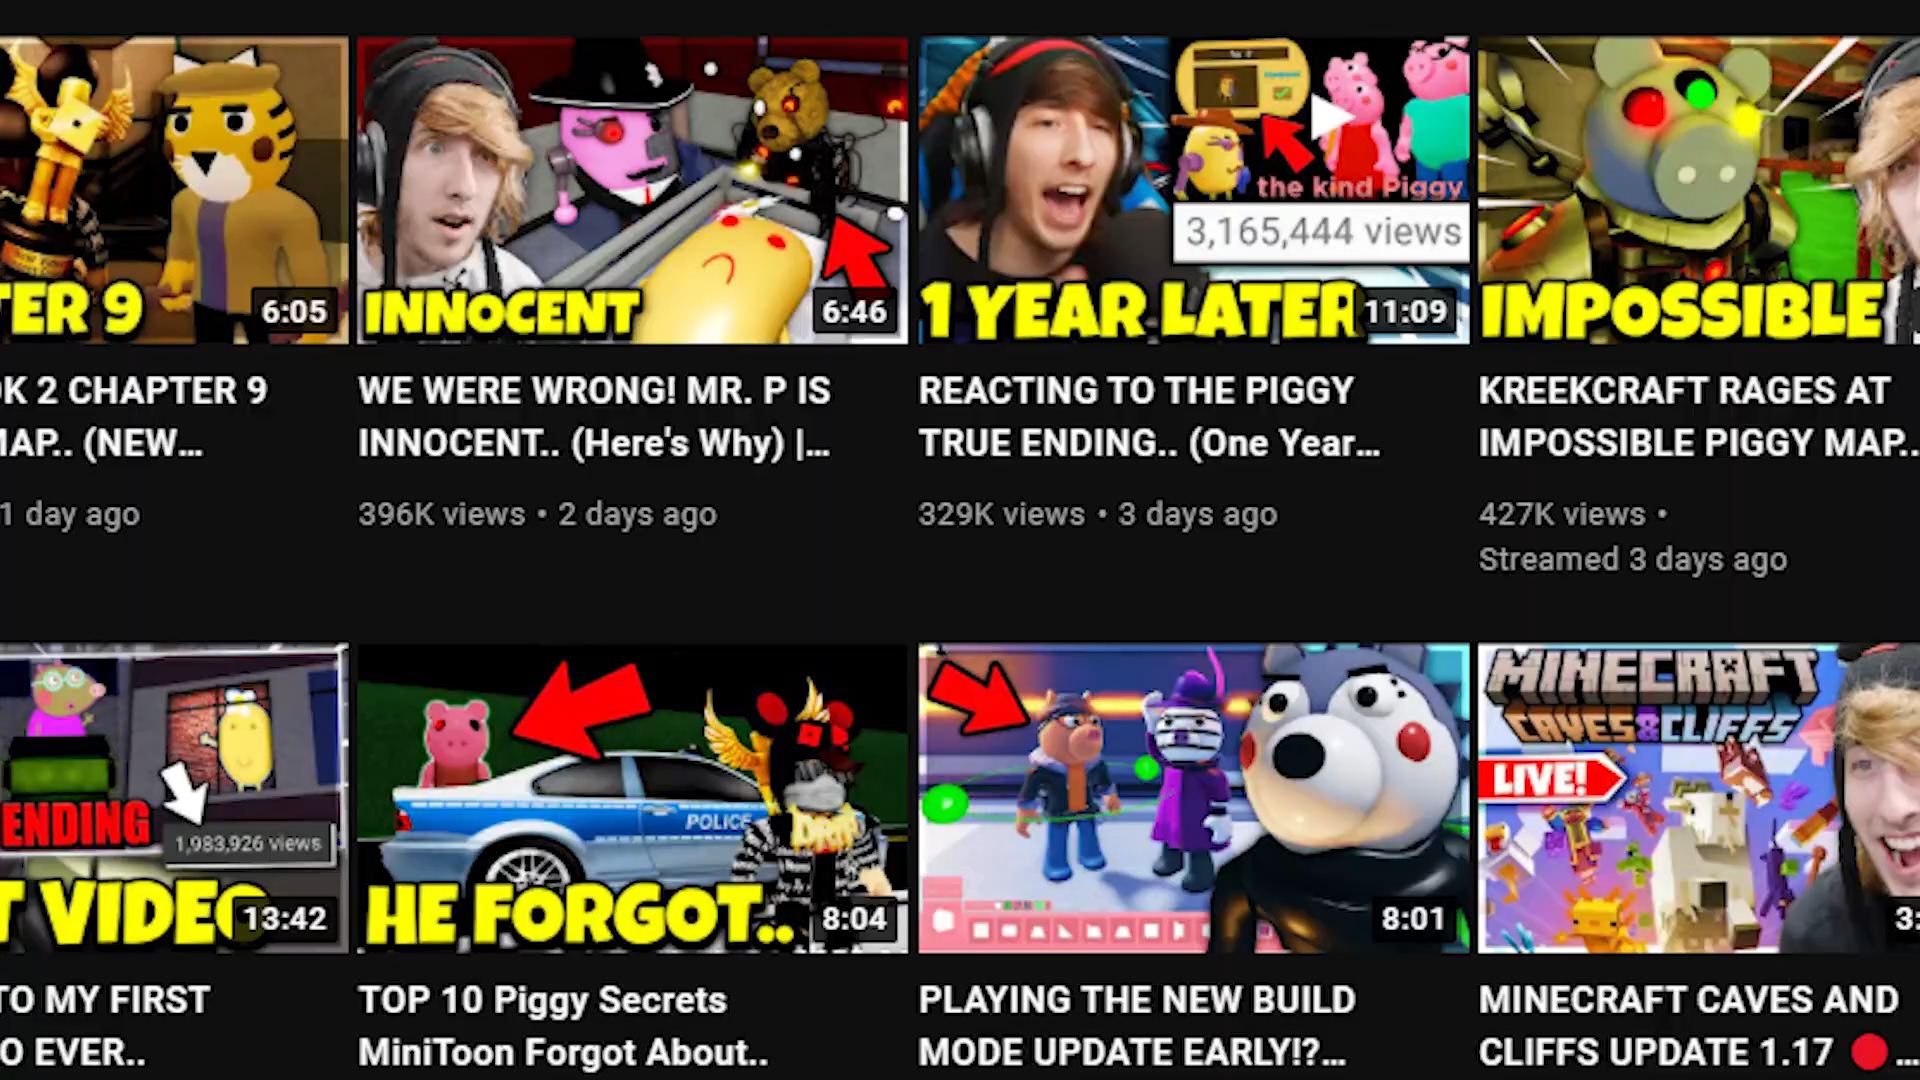 TER 9
6:05
INNOCENT
6:46
the kind Piggy
3,165,444 views
1 YEAR LATER
11:09
IMPOSSIBLE
OK 2 CHAPTER 9
MAP.. (NEW...
1 day ago
WE WERE WRONG! MR. P IS
INNOCENT.. (Here's Why) |...
396K views • 2 days ago
REACTING TO THE PIGGY
TRUE ENDING.. (One Year...
329K views • 3 days ago
KREEKCRAFT RAGES AT
IMPOSSIBLE PIGGY MAP..
427K views •
Streamed 3 days ago
ENDING
1,983,926 views
T VIDEO
13:42
POLICE
DRIP
HE FORGOT..
8:04
8:01
MINECRAFT
CAVES & CLIFFS
LIVE!
3:
TO MY FIRST
O EVER..
TOP 10 Piggy Secrets
MiniToon Forgot About..
PLAYING THE NEW BUILD
MODE UPDATE EARLY!?...
MINECRAFT CAVES AND
CLIFFS UPDATE 1.17 🔴...